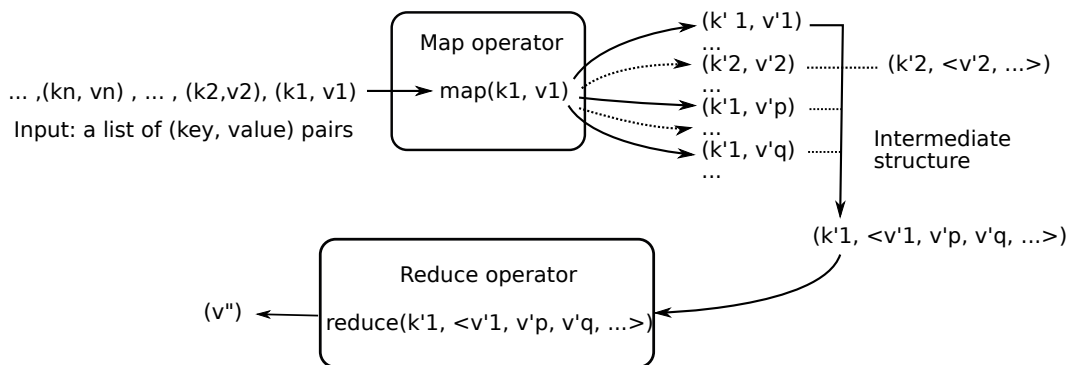 Map operator
map(k1, v1)
... ,(kn, vn) , ... , (k2,v2), (k1, v1)
Input: a list of (key, value) pairs
(k' 1, v'1)
...
(k'2, v'2)
(k'2, <v'2, ...>)
(k'1, v'p)
...
(k'1, v'q)
...
Intermediate
structure
(k'1, <v'1, v'p, v'q, ...>)
Reduce operator
reduce(k'1, <v'1, v'p, v'q, ...>)
(v")